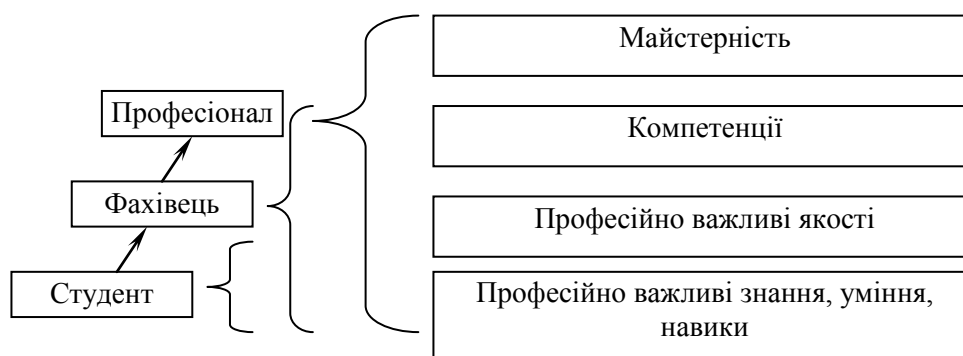 Майстерність
Професіонал
Компетенції
Фахівець
Професійно важливі якості
Студент
Професійно важливі знання, уміння,
навики